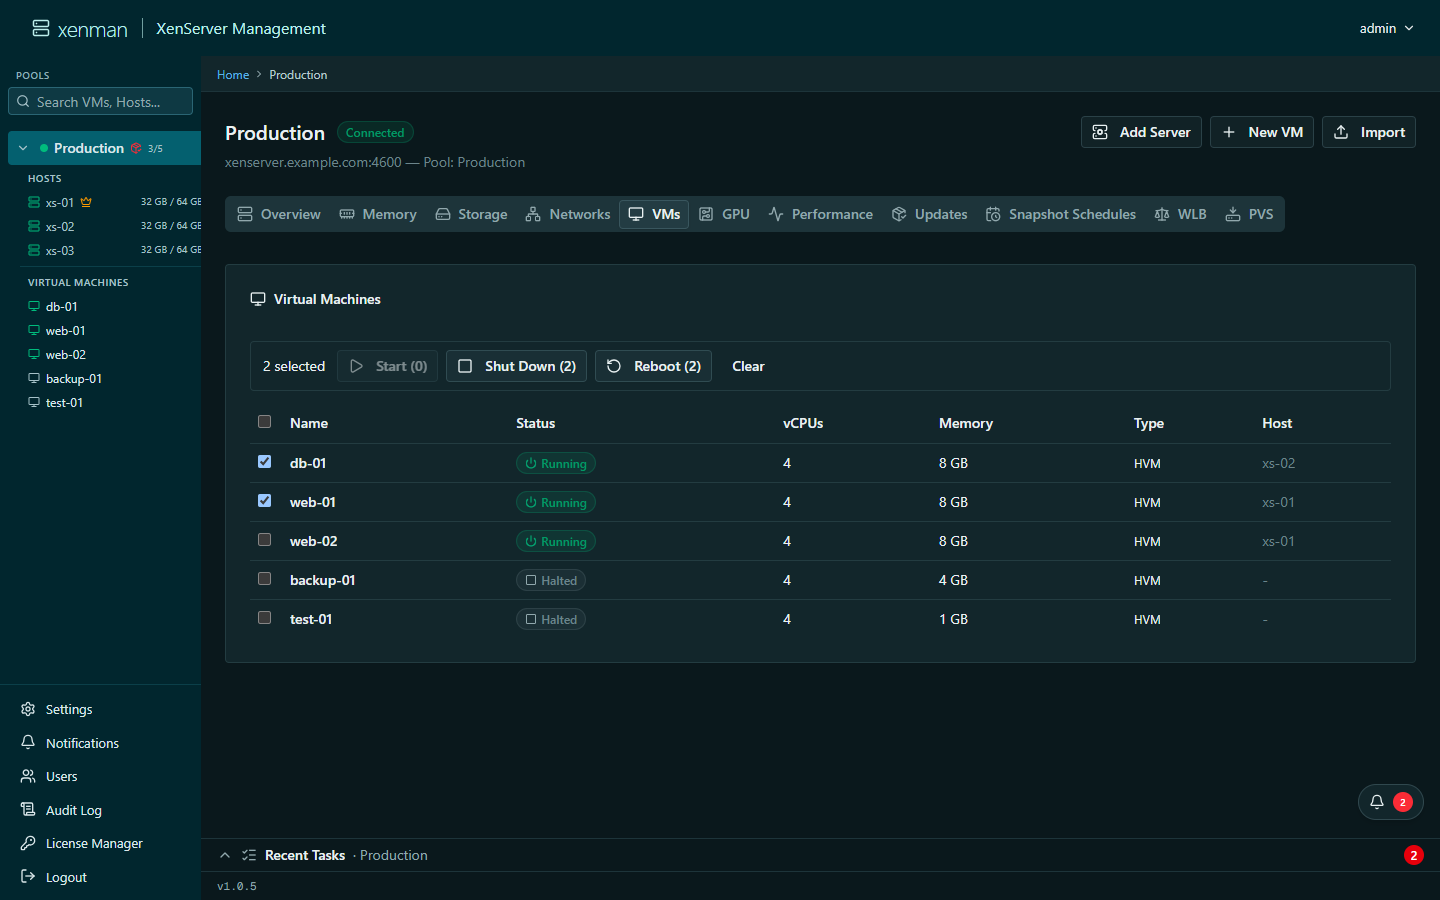 xenman XenServer Management admin
POOLS
Search VMs, Hosts...
Production 3/5
HOSTS
xs-01 32 GB / 64 GB
xs-02 32 GB / 64 GB
xs-03 32 GB / 64 GB
VIRTUAL MACHINES
db-01
web-01
web-02
backup-01
test-01
Settings
Notifications
Users
Audit Log
License Manager
Logout
Home > Production
Production Connected
xenserver.example.com:4600 — Pool: Production
Add Server New VM Import
Overview Memory Storage Networks VMs GPU Performance Updates Snapshot Schedules WLB PVS
Virtual Machines
2 selected Start (0) Shut Down (2) Reboot (2) Clear
Name Status vCPUs Memory Type Host
db-01 Running 4 8 GB HVM xs-02
web-01 Running 4 8 GB HVM xs-01
web-02 Running 4 8 GB HVM xs-01
backup-01 Halted 4 4 GB HVM -
test-01 Halted 4 1 GB HVM -
2
Recent Tasks · Production 2
v1.0.5